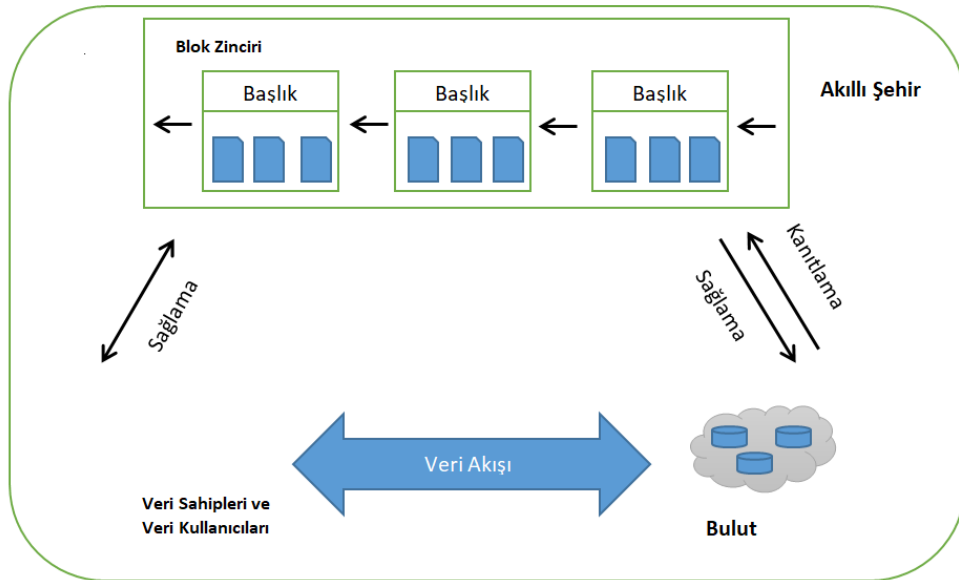 Blok Zinciri
Akıllı Şehir
Başlık
Başlık
Başlık
Sağlama
Sağlama
Kanıtlama
Veri Akışı
Veri Sahipleri ve
Veri Kullanıcıları
Bulut